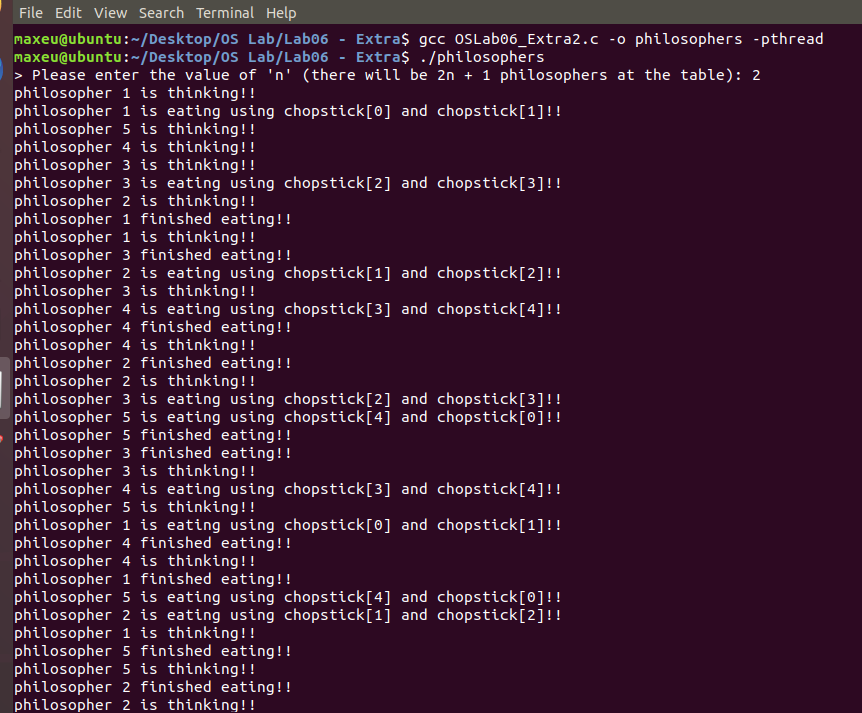 File Edit View Search Terminal Help
maxeu@ubuntu:~/Desktop/OS Lab/Lab06 - Extra$ gcc OSLab06_Extra2.c -o philosophers -pthread
maxeu@ubuntu:~/Desktop/OS Lab/Lab06 - Extra$ ./philosophers
> Please enter the value of 'n' (there will be 2n + 1 philosophers at the table): 2
philosopher 1 is thinking!!
philosopher 1 is eating using chopstick[0] and chopstick[1]!!
philosopher 5 is thinking!!
philosopher 4 is thinking!!
philosopher 3 is thinking!!
philosopher 3 is eating using chopstick[2] and chopstick[3]!!
philosopher 2 is thinking!!
philosopher 1 finished eating!!
philosopher 1 is thinking!!
philosopher 3 finished eating!!
philosopher 2 is eating using chopstick[1] and chopstick[2]!!
philosopher 3 is thinking!!
philosopher 4 is eating using chopstick[3] and chopstick[4]!!
philosopher 4 finished eating!!
philosopher 4 is thinking!!
philosopher 2 finished eating!!
philosopher 2 is thinking!!
philosopher 3 is eating using chopstick[2] and chopstick[3]!!
philosopher 5 is eating using chopstick[4] and chopstick[0]!!
philosopher 5 finished eating!!
philosopher 3 finished eating!!
philosopher 3 is thinking!!
philosopher 4 is eating using chopstick[3] and chopstick[4]!!
philosopher 5 is thinking!!
philosopher 1 is eating using chopstick[0] and chopstick[1]!!
philosopher 4 finished eating!!
philosopher 4 is thinking!!
philosopher 1 finished eating!!
philosopher 5 is eating using chopstick[4] and chopstick[0]!!
philosopher 2 is eating using chopstick[1] and chopstick[2]!!
philosopher 1 is thinking!!
philosopher 5 finished eating!!
philosopher 5 is thinking!!
philosopher 2 finished eating!!
philosopher 2 is thinking!!